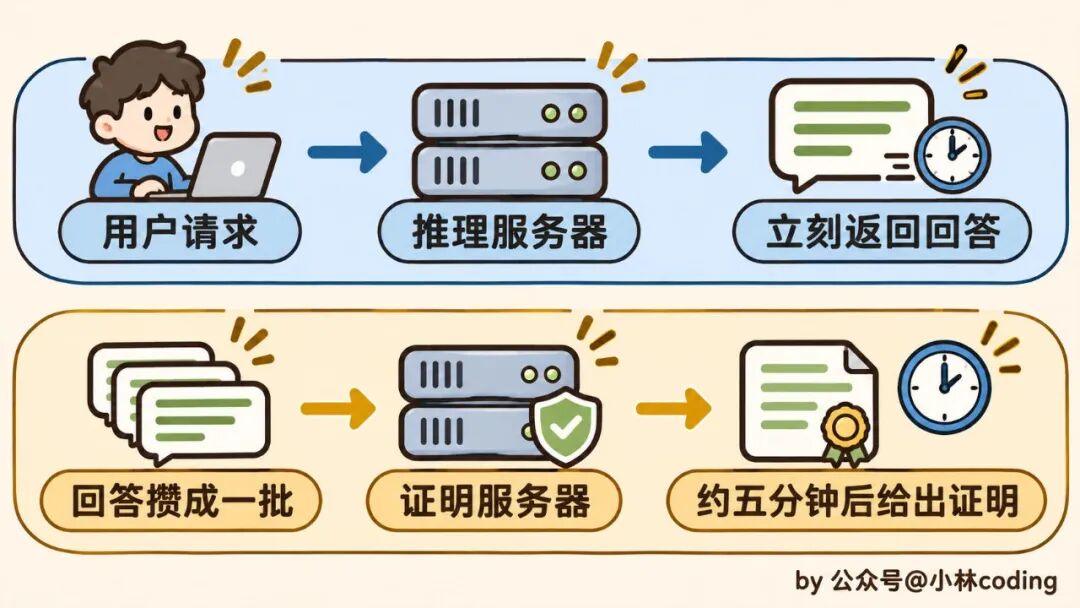 用户请求
推理服务器
立刻返回回答
回答攒成一批
证明服务器
约五分钟后给出证明
by 公众号@小林coding